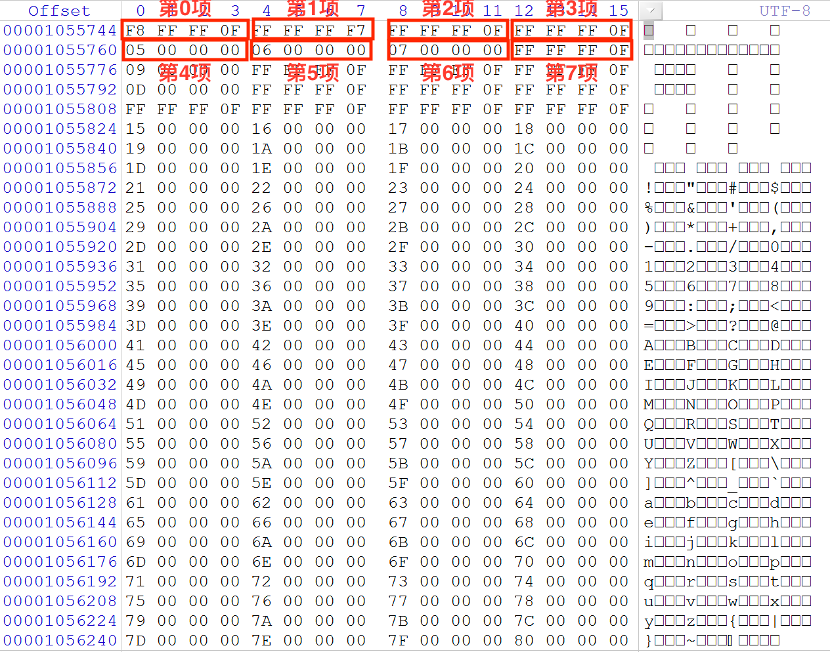 Offset 0 1 2 3 4 5 6 7 8 9 10 11 12 13 14 15 UTF-8
第0项 第1项 第2项 第3项
00001055744 F8 FF FF 0F FF FF FF F7 FF FF FF 0F FF FF FF 0F □ □ □ □
00001055760 05 00 00 00 06 00 00 00 07 00 00 00 FF FF FF 0F □□□□□□□□□□□□□
00001055776 09 00 00 00 FF FF FF 0F FF FF FF 0F FF FF FF 0F □□□□ □ □
第4项 第5项 第6项 第7项
00001055792 0D 00 00 00 FF FF FF 0F FF FF FF 0F FF FF FF 0F □□□□ □ □
00001055808 FF FF FF 0F FF FF FF 0F FF FF FF 0F FF FF FF 0F □ □ □ □
00001055824 15 00 00 00 16 00 00 00 17 00 00 00 18 00 00 00 □ □ □ □
00001055840 19 00 00 00 1A 00 00 00 1B 00 00 00 1C 00 00 00 □ □ □
00001055856 1D 00 00 00 1E 00 00 00 1F 00 00 00 20 00 00 00 □□□ □□□ □□□ □□□
00001055872 21 00 00 00 22 00 00 00 23 00 00 00 24 00 00 00 !□□□"□□□#□□□$□□□
00001055888 25 00 00 00 26 00 00 00 27 00 00 00 28 00 00 00 %□□□&□□□'□□□(□□□
00001055904 29 00 00 00 2A 00 00 00 2B 00 00 00 2C 00 00 00 )□□□*□□□+□□□,□□□
00001055920 2D 00 00 00 2E 00 00 00 2F 00 00 00 30 00 00 00 -□□□.□□□/□□□0□□□
00001055936 31 00 00 00 32 00 00 00 33 00 00 00 34 00 00 00 1□□□2□□□3□□□4□□□
00001055952 35 00 00 00 36 00 00 00 37 00 00 00 38 00 00 00 5□□□6□□□7□□□8□□□
00001055968 39 00 00 00 3A 00 00 00 3B 00 00 00 3C 00 00 00 9□□□:□□□;□□□<□□□
00001055984 3D 00 00 00 3E 00 00 00 3F 00 00 00 40 00 00 00 =□□□>□□□?□□□@□□□
00001056000 41 00 00 00 42 00 00 00 43 00 00 00 44 00 00 00 A□□□B□□□C□□□D□□□
00001056016 45 00 00 00 46 00 00 00 47 00 00 00 48 00 00 00 E□□□F□□□G□□□H□□□
00001056032 49 00 00 00 4A 00 00 00 4B 00 00 00 4C 00 00 00 I□□□J□□□K□□□L□□□
00001056048 4D 00 00 00 4E 00 00 00 4F 00 00 00 50 00 00 00 M□□□N□□□O□□□P□□□
00001056064 51 00 00 00 52 00 00 00 53 00 00 00 54 00 00 00 Q□□□R□□□S□□□T□□□
00001056080 55 00 00 00 56 00 00 00 57 00 00 00 58 00 00 00 U□□□V□□□W□□□X□□□
00001056096 59 00 00 00 5A 00 00 00 5B 00 00 00 5C 00 00 00 Y□□□Z□□□[□□□\□□□
00001056112 5D 00 00 00 5E 00 00 00 5F 00 00 00 60 00 00 00 ]□□□^□□□_□□□`□□□
00001056128 61 00 00 00 62 00 00 00 63 00 00 00 64 00 00 00 a□□□b□□□c□□□d□□□
00001056144 65 00 00 00 66 00 00 00 67 00 00 00 68 00 00 00 e□□□f□□□g□□□h□□□
00001056160 69 00 00 00 6A 00 00 00 6B 00 00 00 6C 00 00 00 i□□□j□□□k□□□l□□□
00001056176 6D 00 00 00 6E 00 00 00 6F 00 00 00 70 00 00 00 m□□□n□□□o□□□p□□□
00001056192 71 00 00 00 72 00 00 00 73 00 00 00 74 00 00 00 q□□□r□□□s□□□t□□□
00001056208 75 00 00 00 76 00 00 00 77 00 00 00 78 00 00 00 u□□□v□□□w□□□x□□□
00001056224 79 00 00 00 7A 00 00 00 7B 00 00 00 7C 00 00 00 y□□□z□□□{□□□|□□□
00001056240 7D 00 00 00 7E 00 00 00 7F 00 00 00 80 00 00 00 }□□□~□□□□□□□